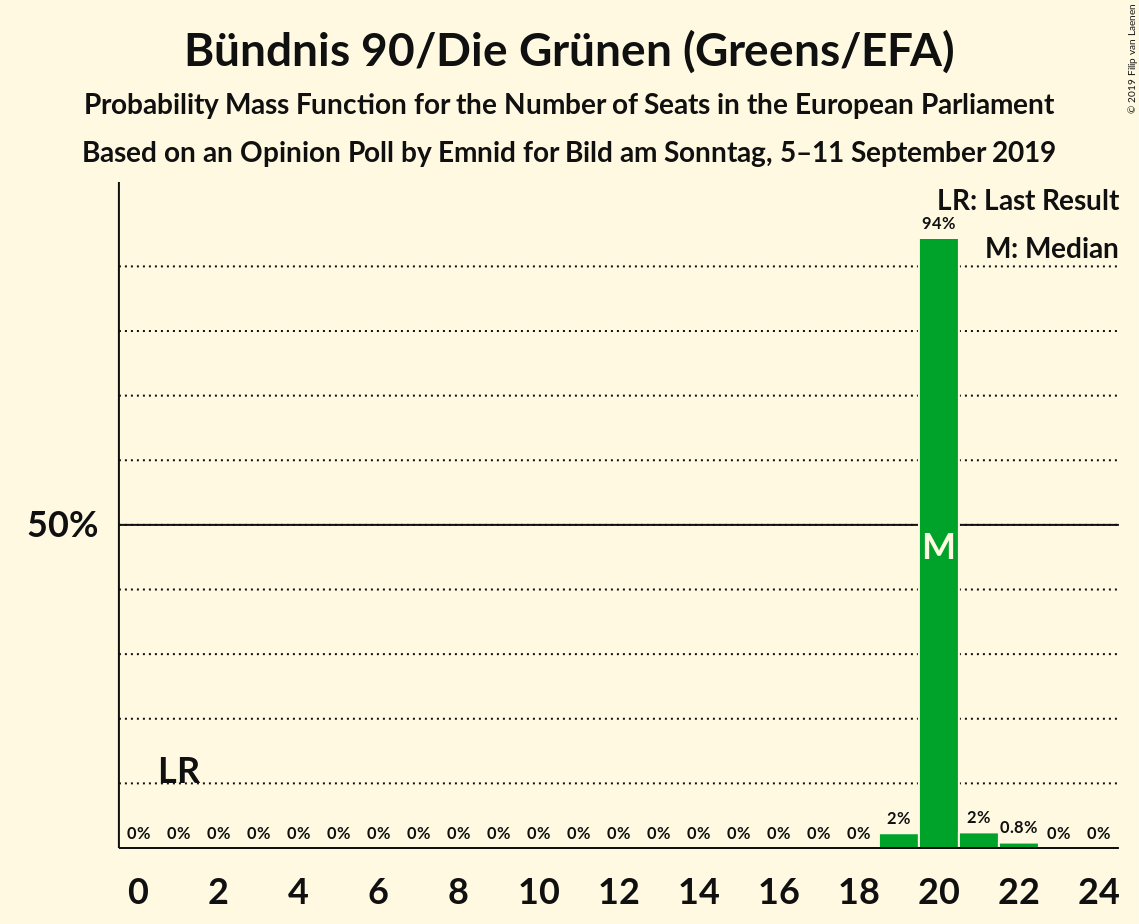 Bündnis 90/Die Grünen (Greens/EFA)
Probability Mass Function for the Number of Seats in the European Parliament
Based on an Opinion Poll by Emnid for Bild am Sonntag, 5–11 September 2019
© 2019 Filip van Laenen
LR: Last Result
94%
M: Median
50%
M
LR
0% 0% 0% 0% 0% 0% 0% 0% 0% 0% 0% 0% 0% 0% 0% 0% 0% 0% 0% 2% 2% 0.8% 0% 0%
0 2 4 6 8 10 12 14 16 18 20 22 24